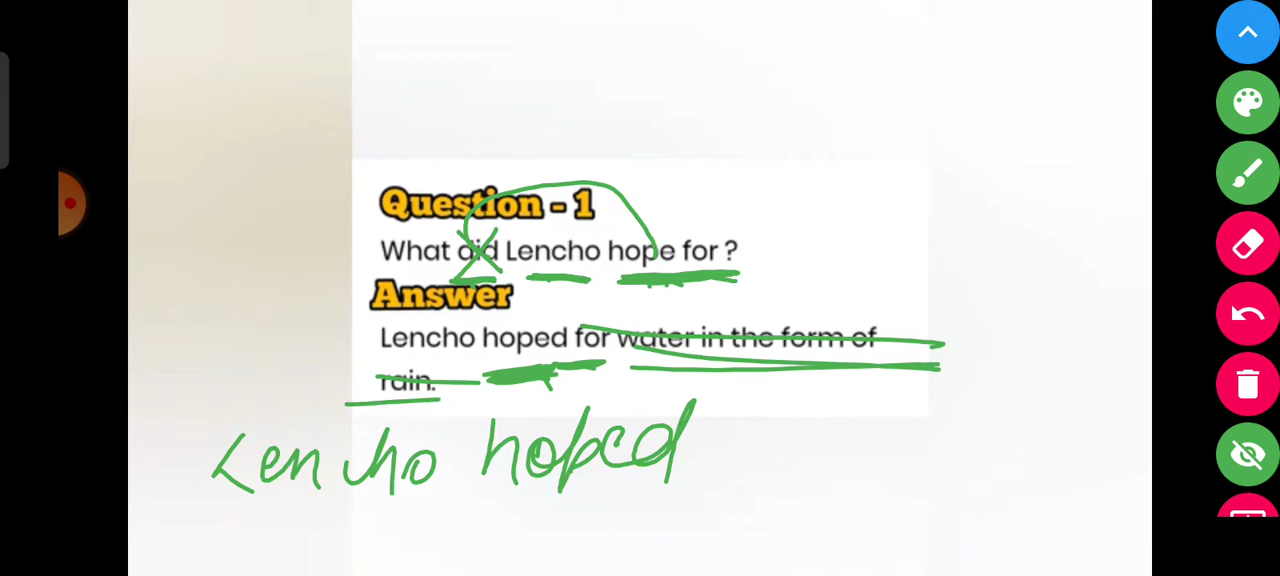 Question - 1
What did Lencho hope for ?
Answer
Lencho hoped for water in the form of
rain.
Lencho hoped